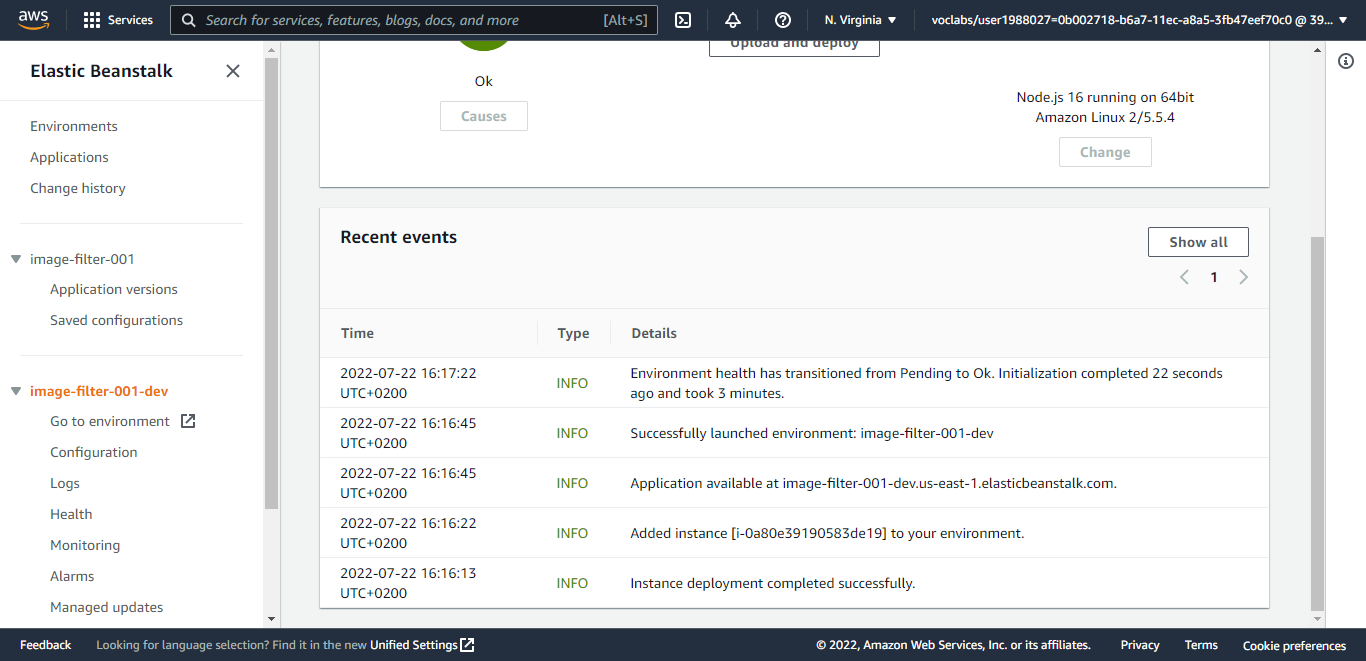 aws
Services
Search for services, features, blogs, docs, and more
[Alt+S]
N. Virginia
voclabs/user1988027=0b002718-b6a7-11ec-a8a5-3fb47eef70c0 @ 39...
Elastic Beanstalk
Environments
Applications
Change history
image-filter-001
Application versions
Saved configurations
image-filter-001-dev
Go to environment
Configuration
Logs
Health
Monitoring
Alarms
Managed updates
Upload and deploy
Ok
Causes
Node.js 16 running on 64bit
Amazon Linux 2/5.5.4
Change
Recent events
Show all
1
Time Type Details
2022-07-22 16:17:22
UTC+0200
INFO
Environment health has transitioned from Pending to Ok. Initialization completed 22 seconds
ago and took 3 minutes.
2022-07-22 16:16:45
UTC+0200
INFO
Successfully launched environment: image-filter-001-dev
2022-07-22 16:16:45
UTC+0200
INFO
Application available at image-filter-001-dev.us-east-1.elasticbeanstalk.com.
2022-07-22 16:16:22
UTC+0200
INFO
Added instance [i-0a80e39190583de19] to your environment.
2022-07-22 16:16:13
UTC+0200
INFO
Instance deployment completed successfully.
Feedback
Looking for language selection? Find it in the new Unified Settings
© 2022, Amazon Web Services, Inc. or its affiliates.
Privacy
Terms
Cookie preferences